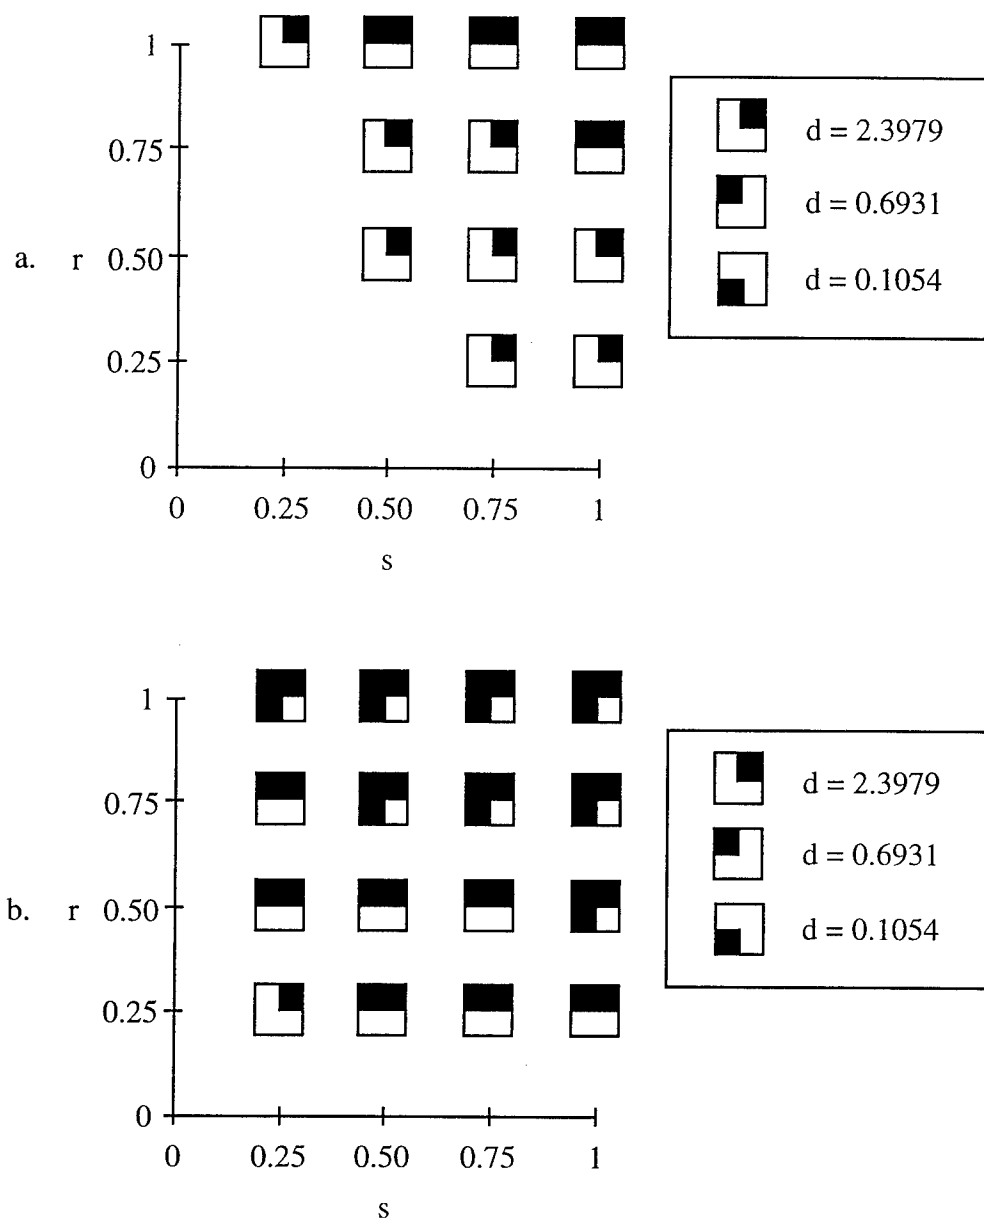 1
0.75
a. r 0.50
0.25
0
0 0.25 0.50 0.75 1
s
d = 2.3979
d = 0.6931
d = 0.1054
1
0.75
b. r 0.50
0.25
0
0 0.25 0.50 0.75 1
s
d = 2.3979
d = 0.6931
d = 0.1054